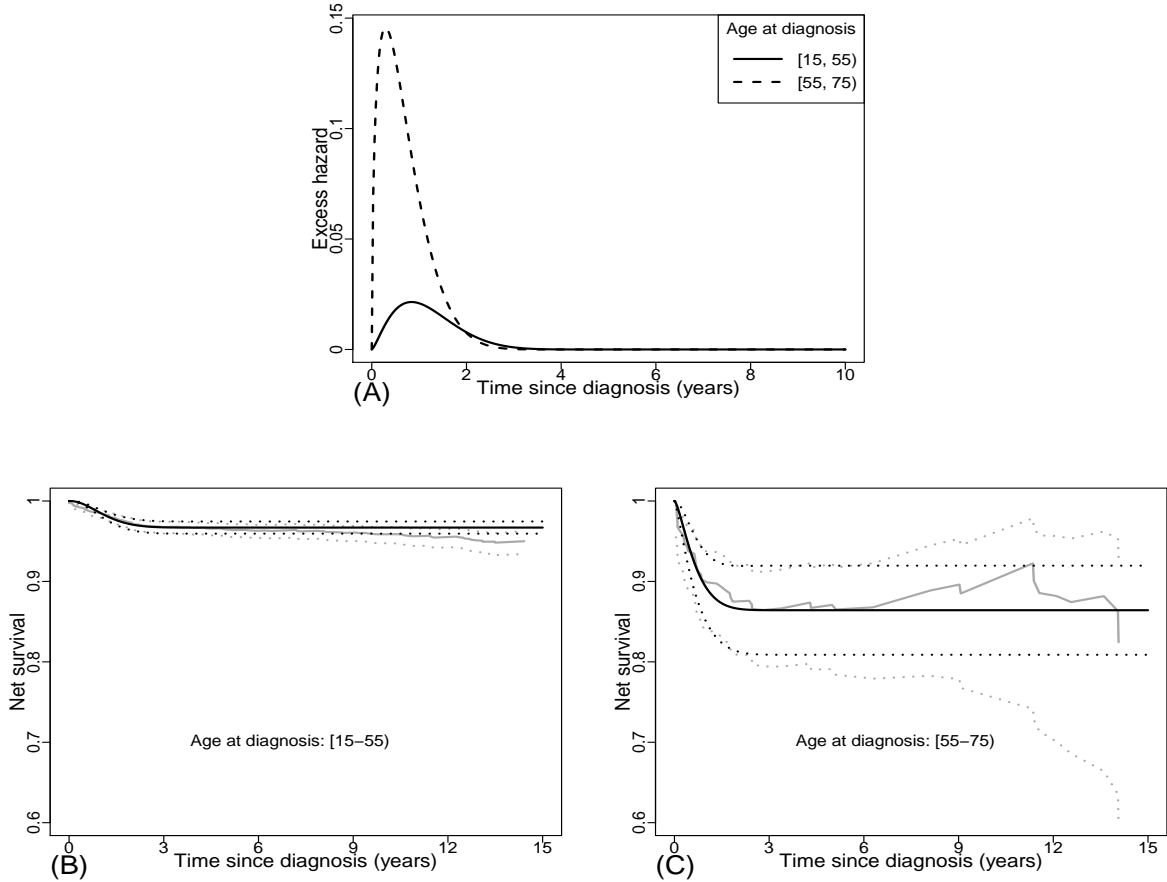 0.15
0.1
0.05
0
Excess hazard
Age at diagnosis
[15, 55)
[55, 75)
0 2 4 6 8 10
Time since diagnosis (years)
(A)
1
0.9
0.8
0.7
0.6
Net survival
Age at diagnosis: [15−55)
0 3 6 9 12 15
Time since diagnosis (years)
(B)
1
0.9
0.8
0.7
0.6
Net survival
Age at diagnosis: [55−75)
0 3 6 9 12 15
Time since diagnosis (years)
(C)